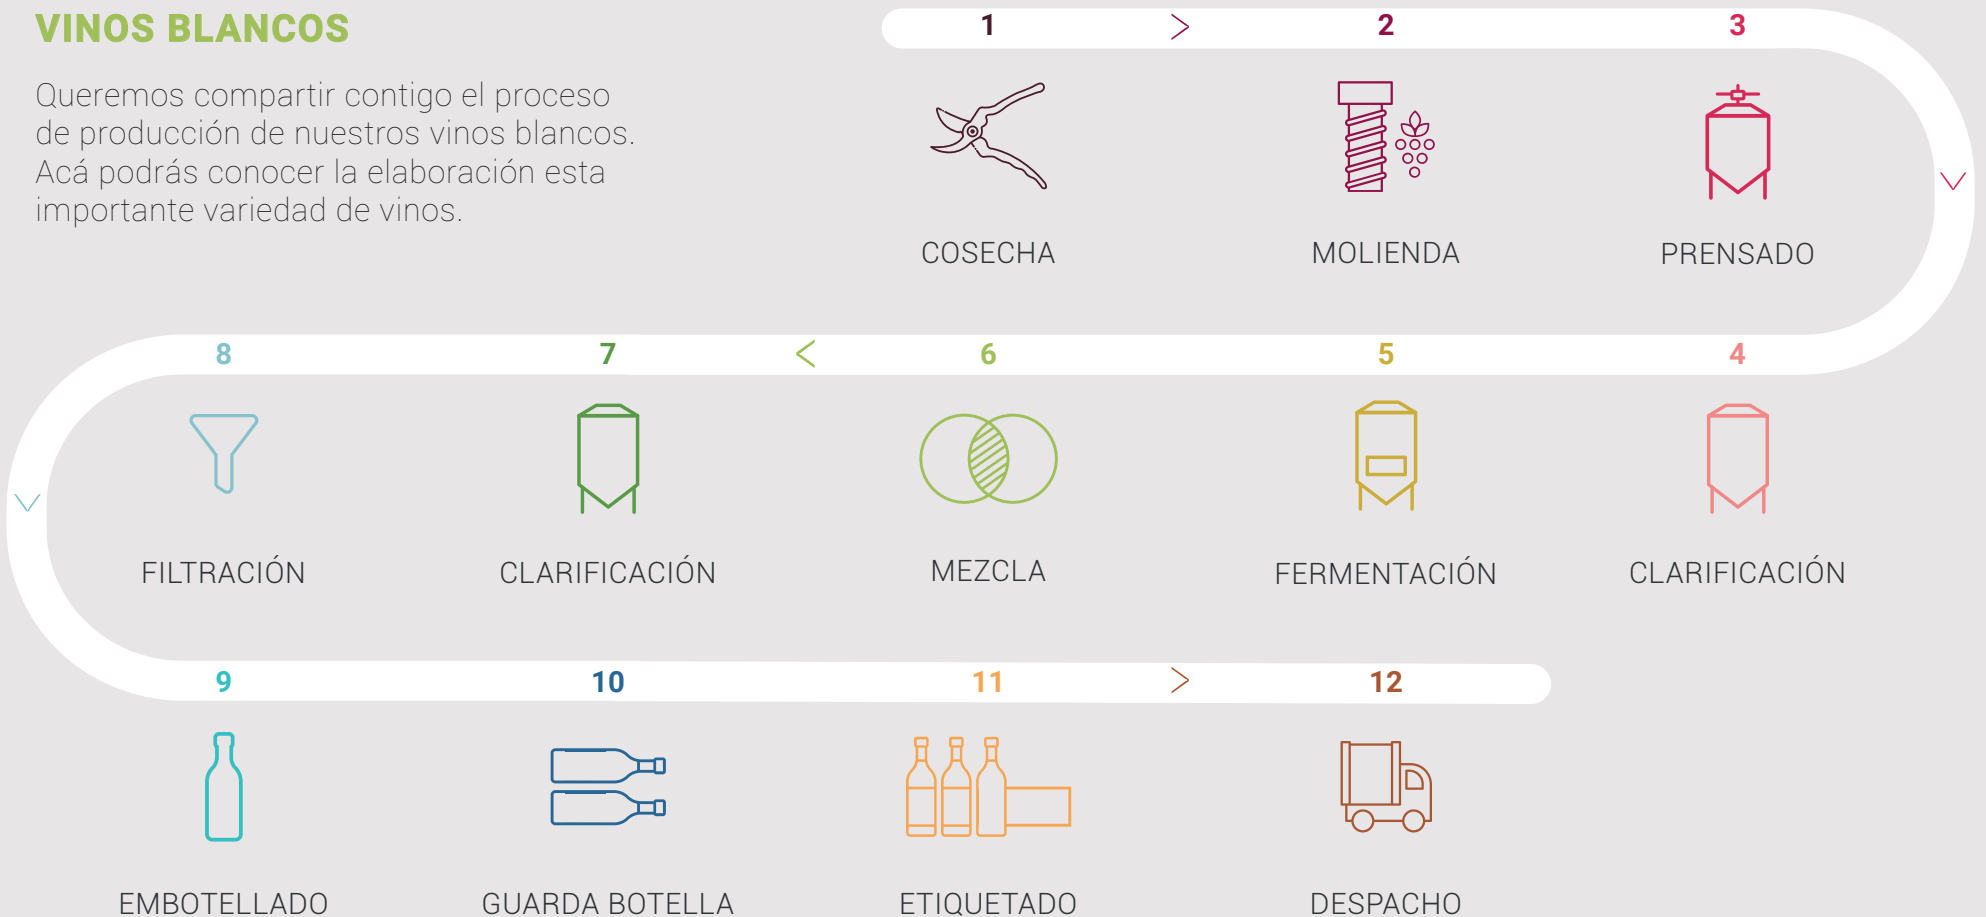 VINOS BLANCOS
Queremos compartir contigo el proceso
de producción de nuestros vinos blancos.
Acá podrás conocer la elaboración esta
importante variedad de vinos.
1 > 2 3
COSECHA MOLIENDA PRENSADO
8 7 < 6 5 4
FILTRACIÓN CLARIFICACIÓN MEZCLA FERMENTACIÓN CLARIFICACIÓN
9 10 11 > 12
EMBOTELLADO GUARDA BOTELLA ETIQUETADO DESPACHO